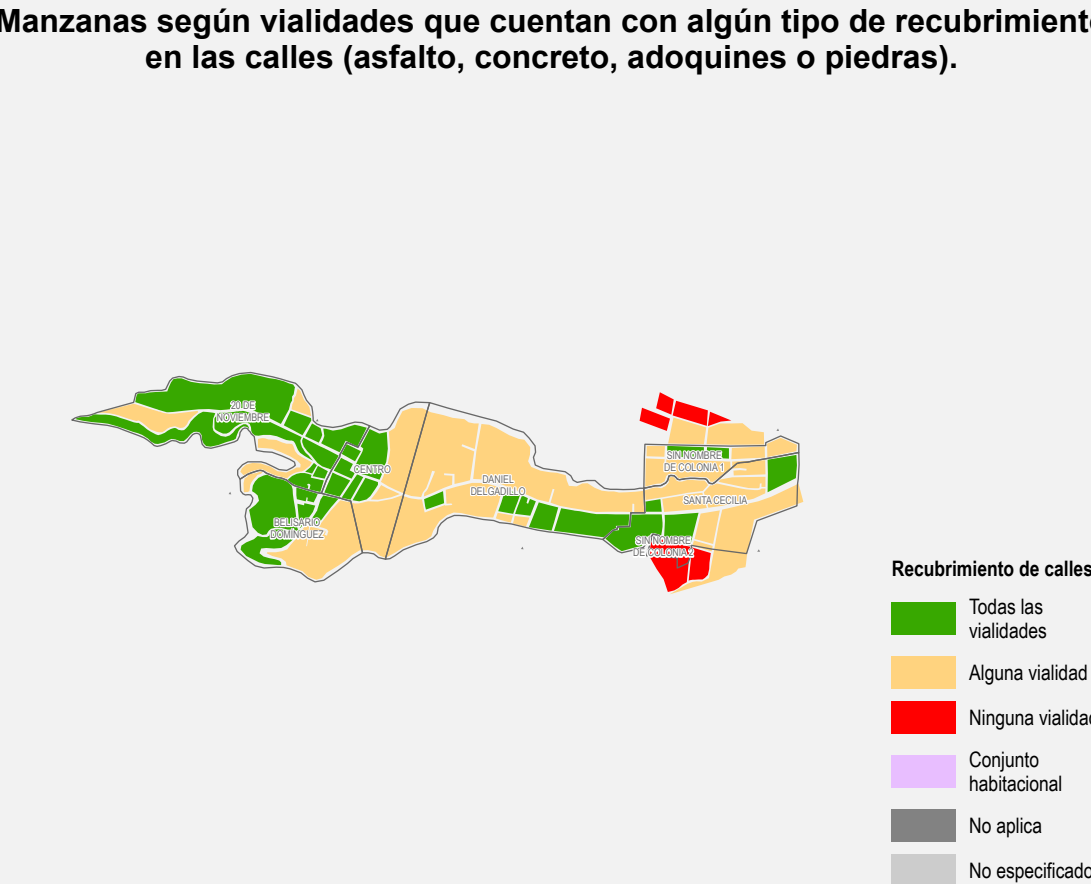 Manzanas según vialidades que cuentan con algún tipo de recubrimiento
en las calles (asfalto, concreto, adoquines o piedras).
20 DE
NOVIEMBRE
CENTRO
DANIEL
DELGADILLO
BELISARIO
DOMÍNGUEZ
SIN NOMBRE
DE COLONIA 1
SANTA CECILIA
SIN NOMBRE
DE COLONIA 2
Recubrimiento de calles
Todas las
vialidades
Alguna vialidad
Ninguna vialidad
Conjunto
habitacional
No aplica
No especificado